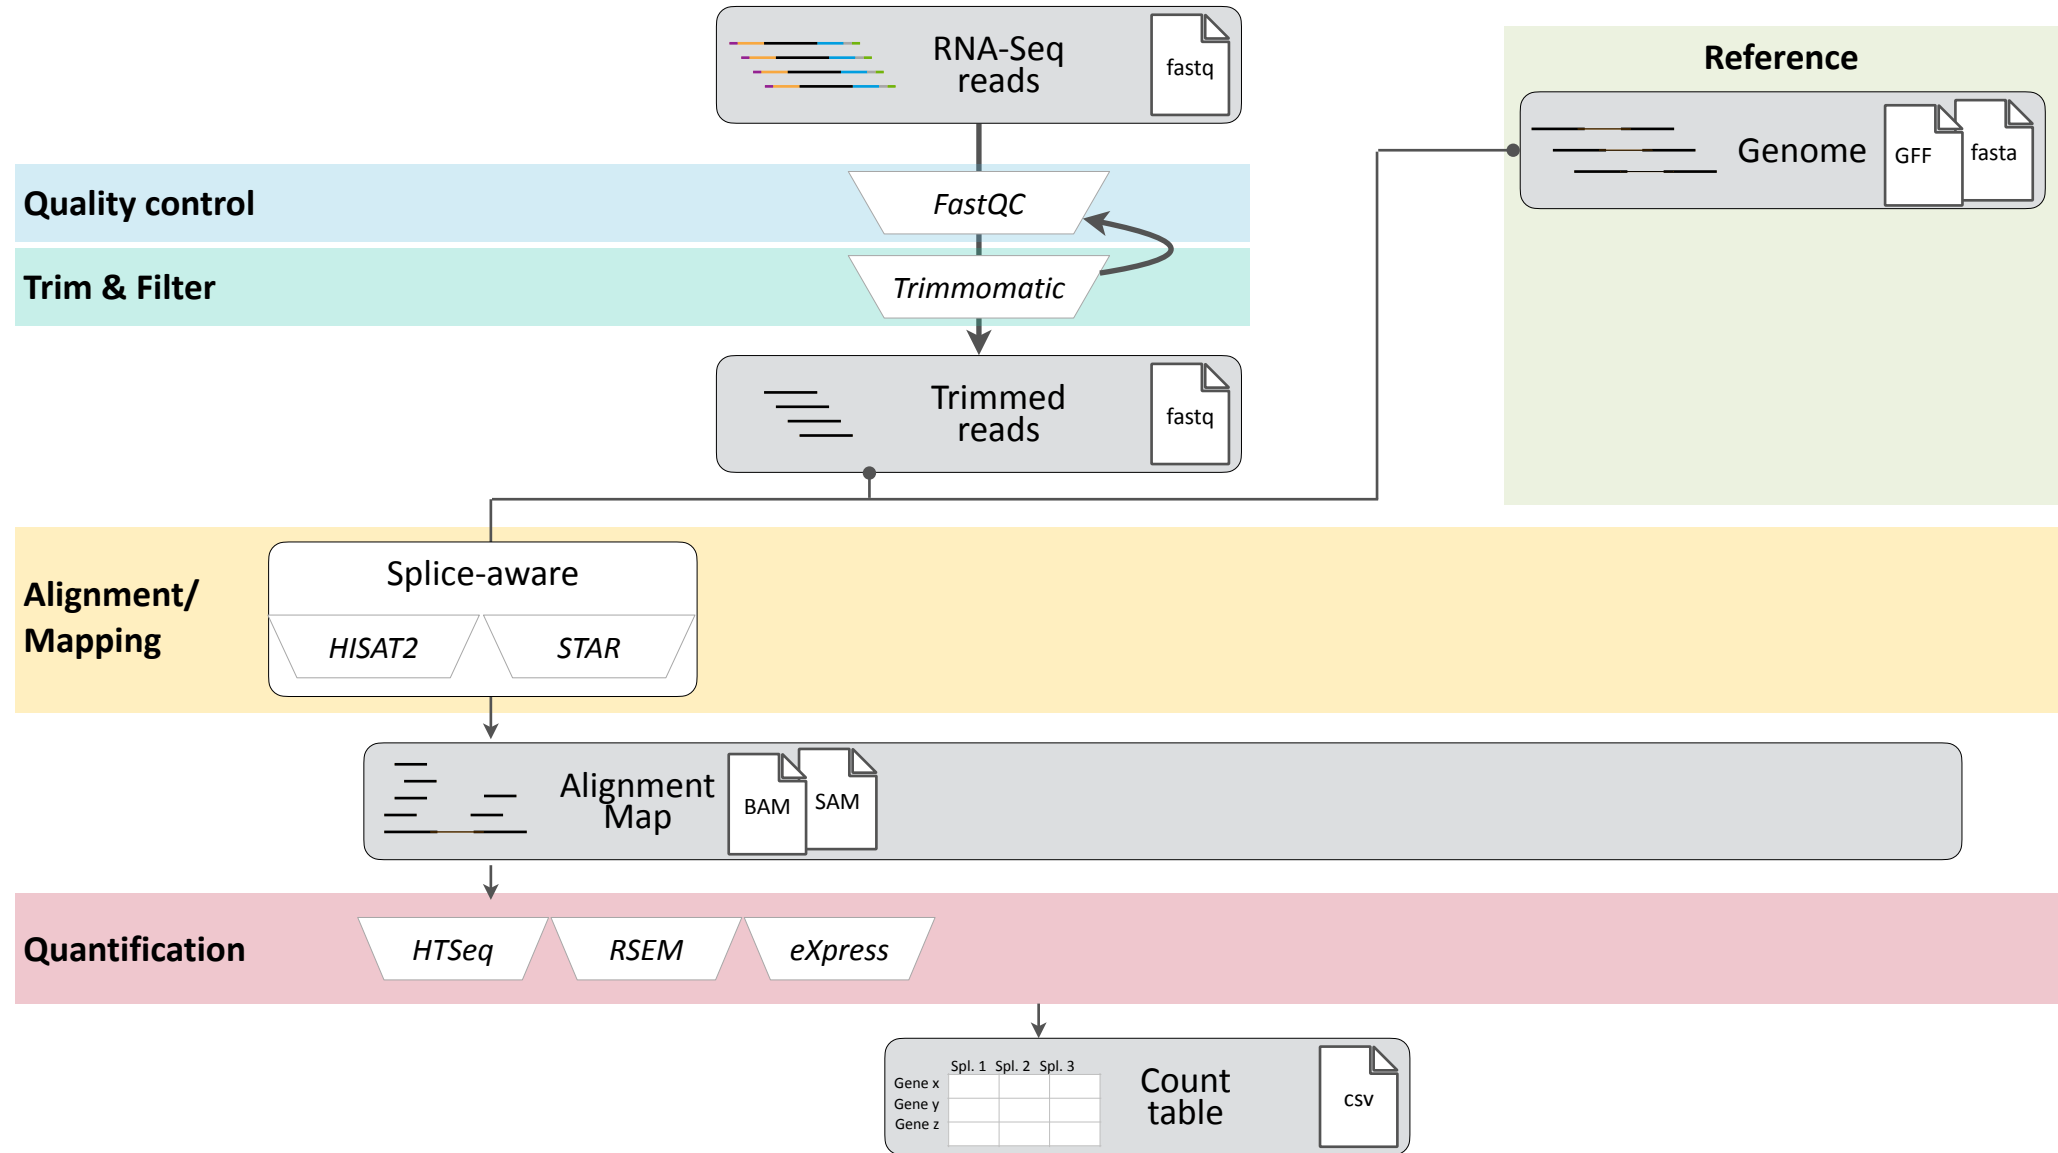 RNA-Seq
reads
fastq
Reference
Genome
GFF
fasta
Quality control
FastQC
Trim & Filter
Trimmomatic
Trimmed
reads
fastq
Alignment/
Mapping
Splice-aware
HISAT2
STAR
Alignment
Map
BAM
SAM
Quantification
HTSeq
RSEM
eXpress
Spl. 1 Spl. 2 Spl. 3
Gene x
Gene y
Gene z
Count
table
csv